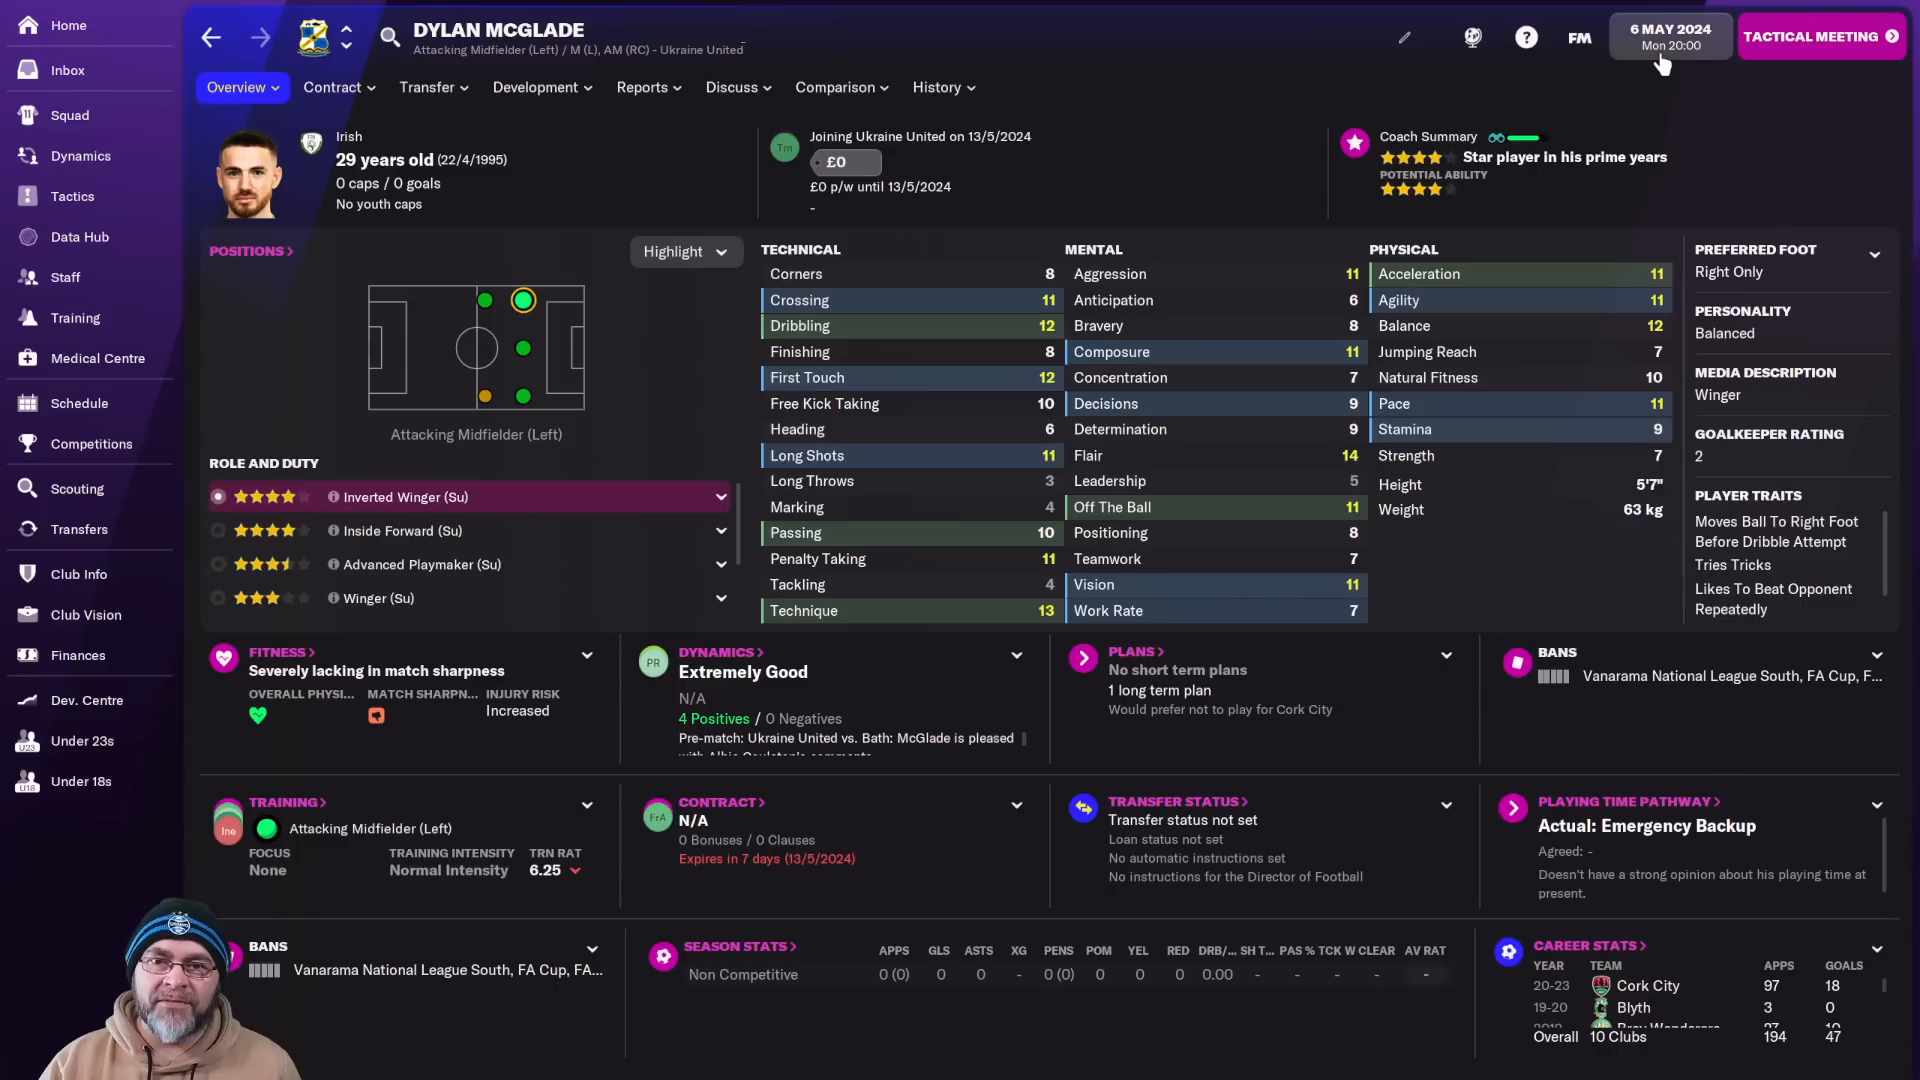 Home
Inbox
Squad
Dynamics
Tactics
Data Hub
Staff
Training
Medical Centre
Schedule
Competitions
Scouting
Transfers
Club Info
Club Vision
Finances
Dev. Centre
U23 Under 23s
U18 Under 18s
DYLAN MCGLADE
Attacking Midfielder (Left) / M (L), AM (RC) - Ukraine United
?
FM
6 MAY 2024
Mon 20:00
TACTICAL MEETING
Overview
Contract
Transfer
Development
Reports
Discuss
Comparison
History
Irish
29 years old (22/4/1995)
0 caps / 0 goals
No youth caps
Trn
Joining Ukraine United on 13/5/2024
£0
£0 p/w until 13/5/2024
-
Coach Summary
Star player in his prime years
POTENTIAL ABILITY
POSITIONS >
Highlight
Attacking Midfielder (Left)
ROLE AND DUTY
Inverted Winger (Su)
Inside Forward (Su)
Advanced Playmaker (Su)
Winger (Su)
TECHNICAL
Corners 8
Crossing 11
Dribbling 12
Finishing 8
First Touch 12
Free Kick Taking 10
Heading 6
Long Shots 11
Long Throws 3
Marking 4
Passing 10
Penalty Taking 11
Tackling 4
Technique 13
MENTAL
Aggression 11
Anticipation 6
Bravery 8
Composure 11
Concentration 7
Decisions 9
Determination 9
Flair 14
Leadership 5
Off The Ball 11
Positioning 8
Teamwork 7
Vision 11
Work Rate 7
PHYSICAL
Acceleration 11
Agility 11
Balance 12
Jumping Reach 7
Natural Fitness 10
Pace 11
Stamina 9
Strength 7
Height 5'7"
Weight 63 kg
PREFERRED FOOT
Right Only
PERSONALITY
Balanced
MEDIA DESCRIPTION
Winger
GOALKEEPER RATING
2
PLAYER TRAITS
Moves Ball To Right Foot
Before Dribble Attempt
Tries Tricks
Likes To Beat Opponent
Repeatedly
FITNESS >
Severely lacking in match sharpness
OVERALL PHYSI... MATCH SHARPN... INJURY RISK
Increased
PR
DYNAMICS >
Extremely Good
N/A
4 Positives / 0 Negatives
Pre-match: Ukraine United vs. Bath: McGlade is pleased
PLANS >
No short term plans
1 long term plan
Would prefer not to play for Cork City
BANS
Vanarama National League South, FA Cup, F...
Ine
TRAINING >
Attacking Midfielder (Left)
FOCUS TRAINING INTENSITY TRN RAT
None Normal Intensity 6.25
FrA
CONTRACT >
N/A
0 Bonuses / 0 Clauses
Expires in 7 days (13/5/2024)
TRANSFER STATUS >
Transfer status not set
Loan status not set
No automatic instructions set
No instructions for the Director of Football
PLAYING TIME PATHWAY >
Actual: Emergency Backup
Agreed: -
Doesn't have a strong opinion about his playing time at
present.
BANS
Vanarama National League South, FA Cup, FA...
SEASON STATS > APPS GLS ASTS XG PENS POM YEL RED DRB/... SH T... PAS % TCK W CLEAR AV RAT
Non Competitive 0 (0) 0 0 - 0 (0) 0 0 0 0.00 - - - - -
CAREER STATS >
YEAR TEAM APPS GOALS
20-23 Cork City 97 18
19-20 Blyth 3 0
Overall 10 Clubs 194 47